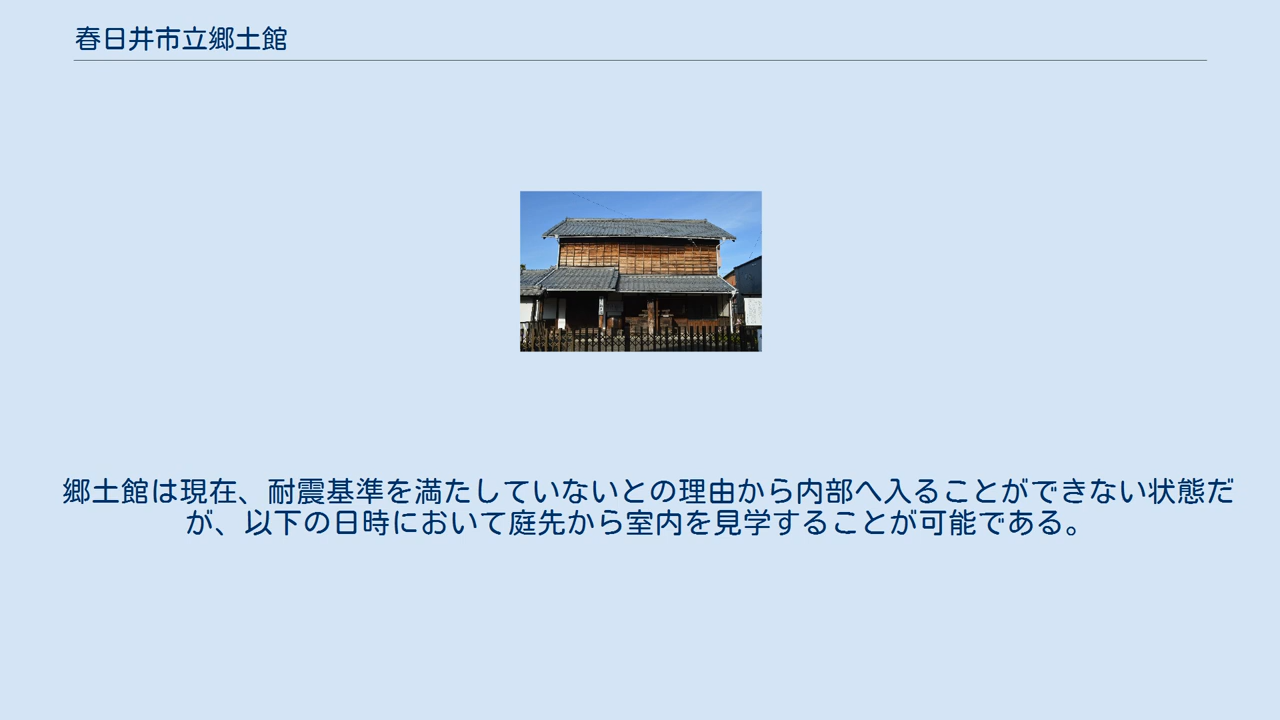 春日井市立郷土館
郷土館は現在、耐震基準を満たしていないとの理由から内部へ入ることができない状態だ
が、以下の日時において庭先から室内を見学することが可能である。